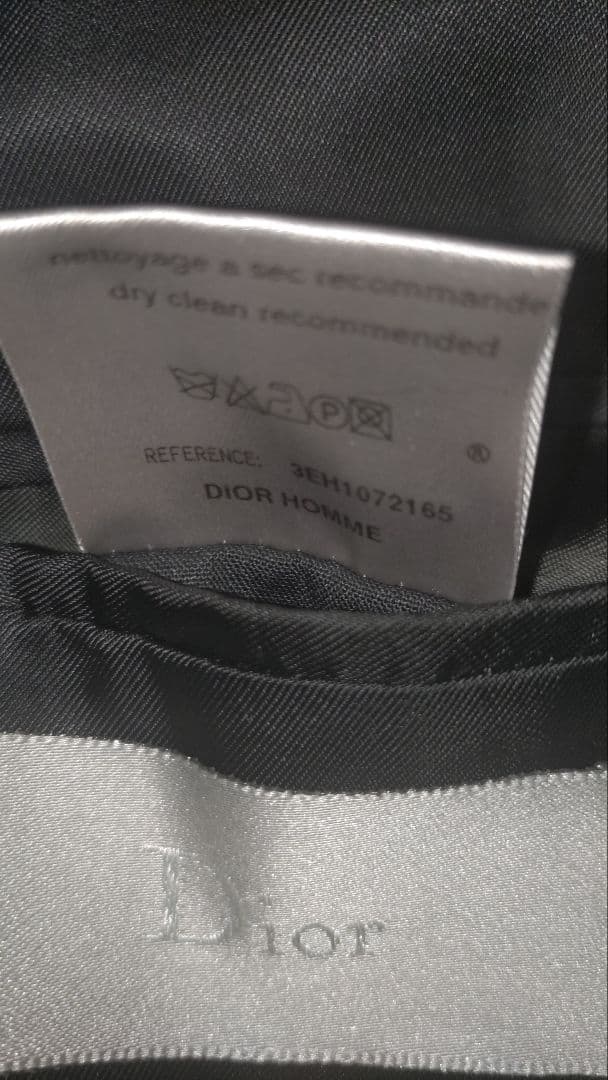 nettoyage a sec recommande
dry clean recommended
P
®
REFERENCE: 3EH1072165
DIOR HOMME
Dior